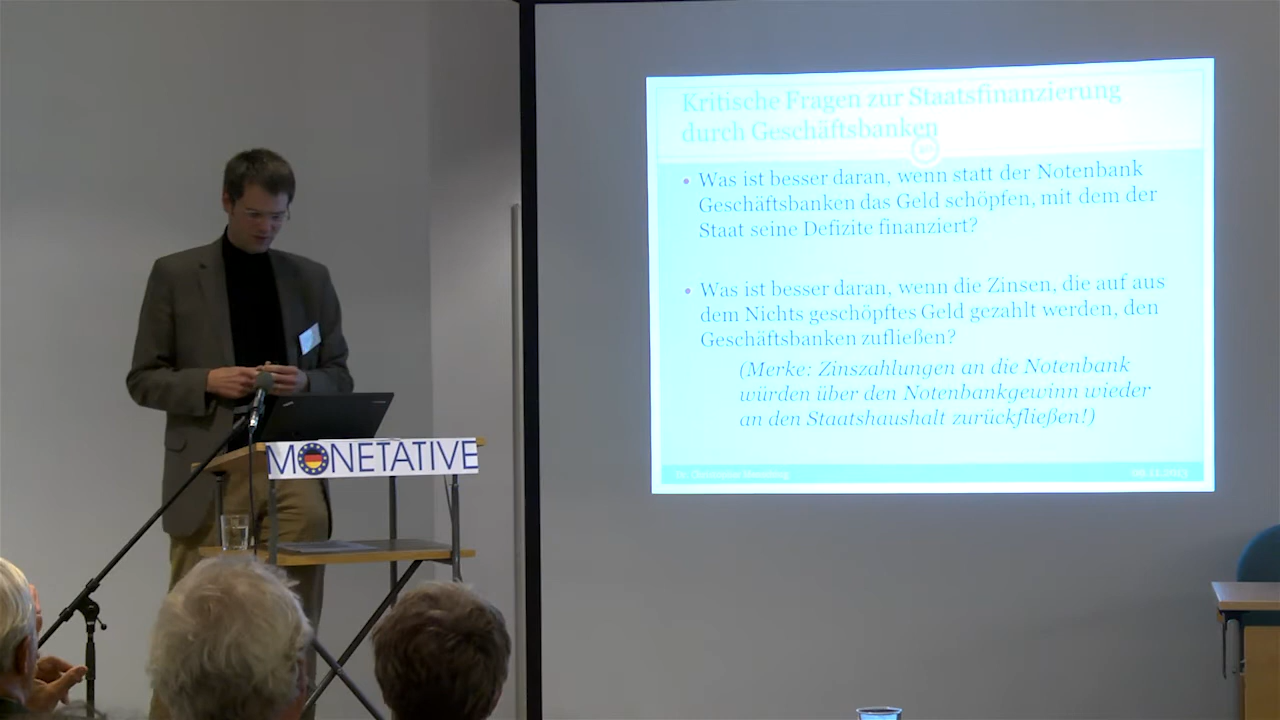 Kritische Fragen zur Staatsfinanzierung
durch Geschäftsbanken
• Was ist besser daran, wenn statt der Notenbank
Geschäftsbanken das Geld schöpfen, mit dem der
Staat seine Defizite finanziert?
• Was ist besser daran, wenn die Zinsen, die auf aus
dem Nichts geschöpftes Geld gezahlt werden, den
Geschäftsbanken zufließen?
(Merke: Zinszahlungen an die Notenbank
würden über den Notenbankgewinn wieder
an den Staatshaushalt zurückfließen!)
MONETATIVE